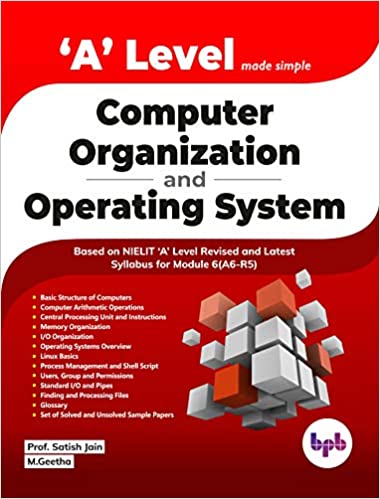 'A' Level made simple
Computer
Organization
and
Operating System
Based on NIELIT 'A' Level Revised and Latest
Syllabus for Module 6(A6-R5)
Basic Structure of Computers
Computer Arithmetic Operations
Central Processing Unit and Instructions
Memory Organization
I/O Organization
Operating Systems Overview
Linux Basics
Process Management and Shell Script
Users, Group and Permissions
Standard I/O and Pipes
Finding and Processing Files
Glossary
Set of Solved and Unsolved Sample Papers
Prof. Satish Jain
M.Geetha
bpb